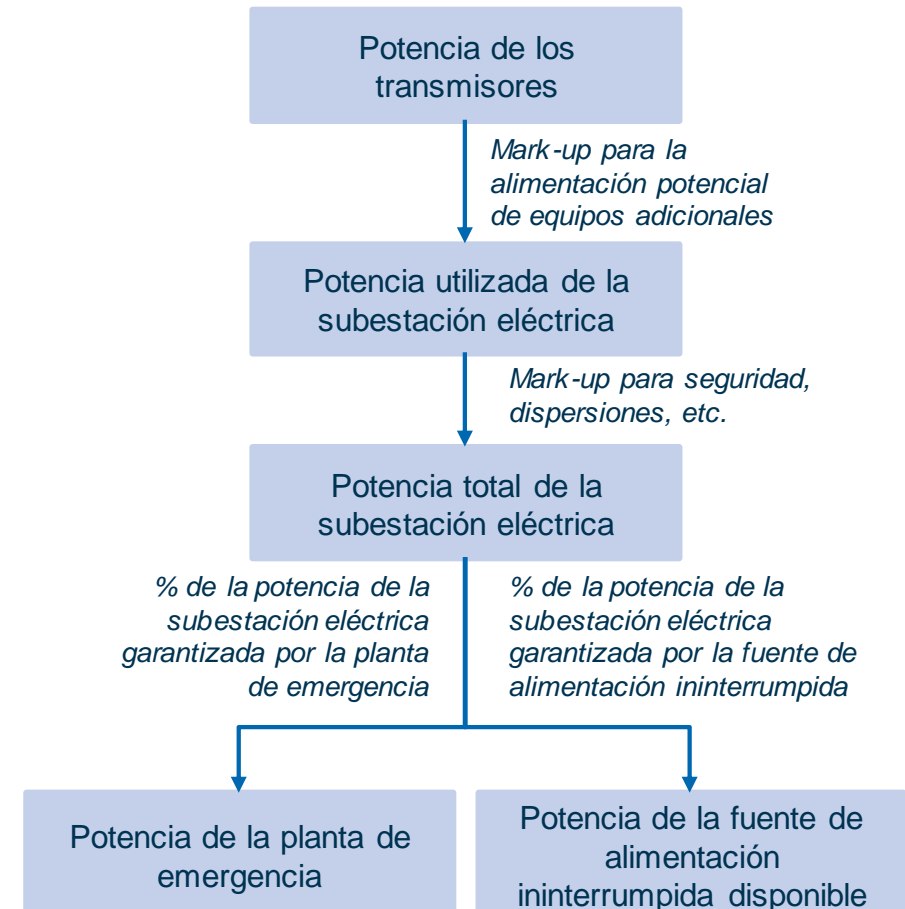 Potencia de los
transmisores
Mark-up para la
alimentación potencial
de equipos adicionales
Potencia utilizada de la
subestación eléctrica
Mark-up para seguridad,
dispersiones, etc.
Potencia total de la
subestación eléctrica
% de la potencia de la
subestación eléctrica
garantizada por la planta
de emergencia
% de la potencia de la
subestación eléctrica
garantizada por la fuente de
alimentación ininterrumpida
Potencia de la planta de
emergencia
Potencia de la fuente de
alimentación
ininterrumpida disponible